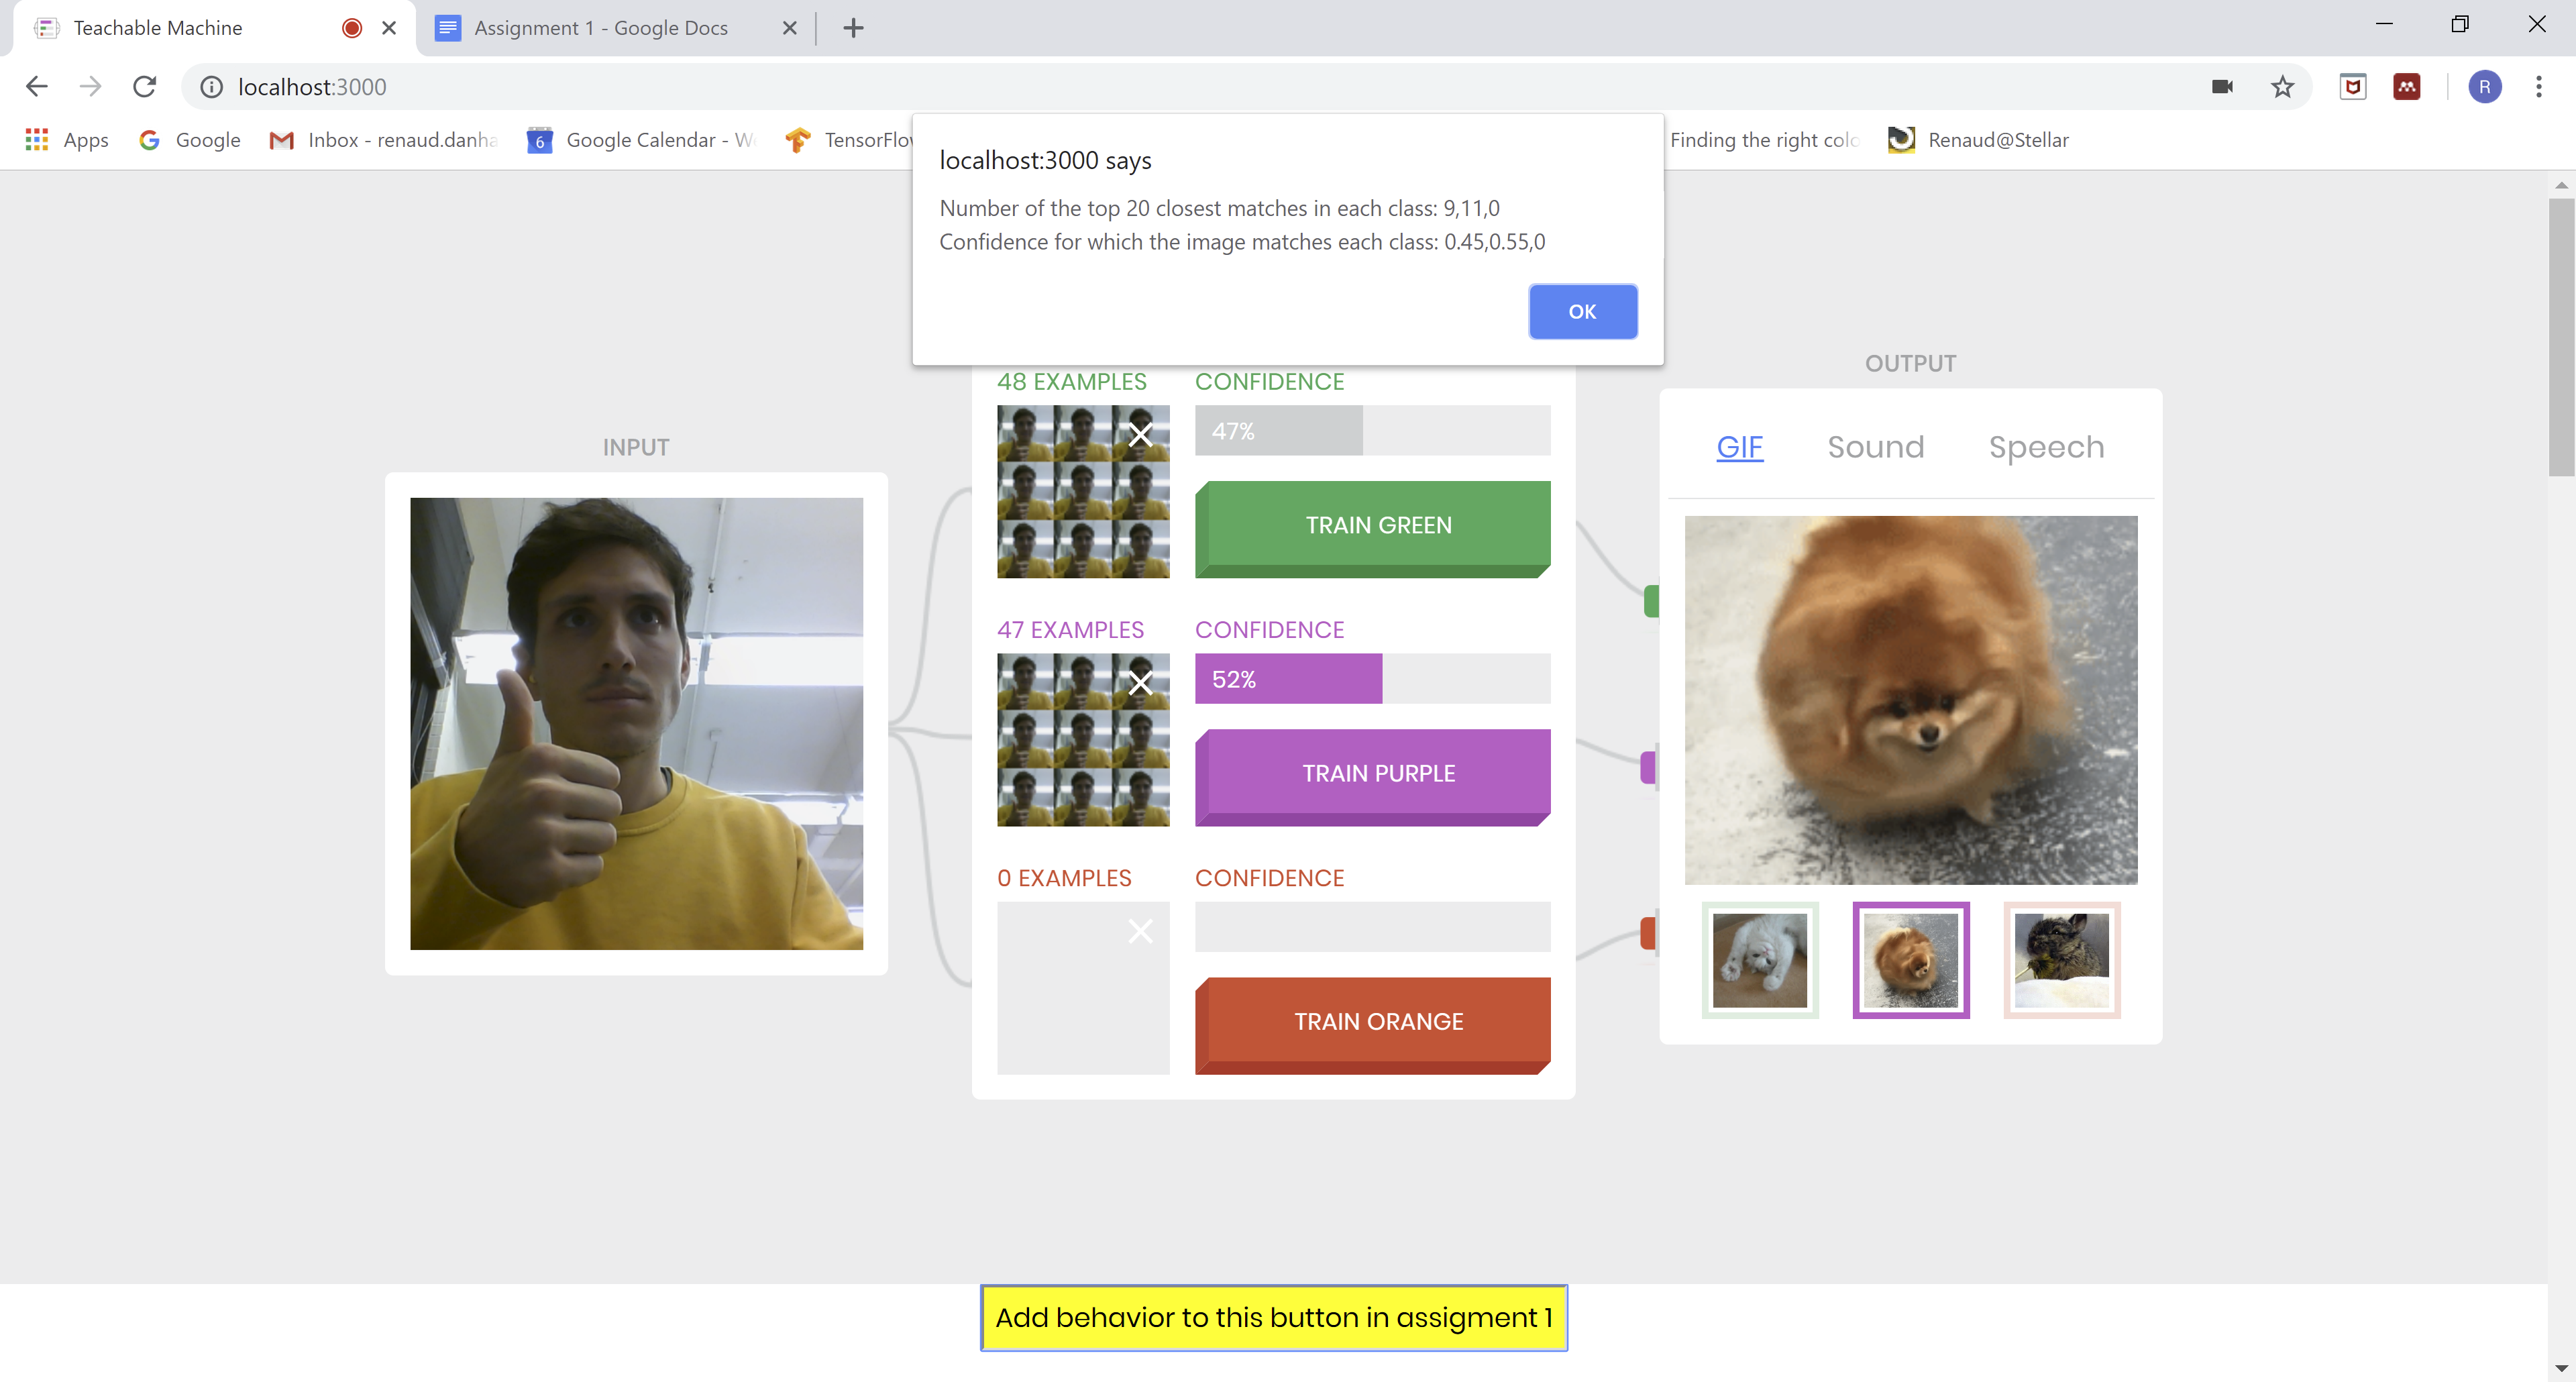 Teachable Machine
Assignment 1 - Google Docs
localhost:3000
R
Apps
Google
Inbox - renaud.danha
6
Google Calendar - W
TensorFlo
Finding the right colo
Renaud@Stellar
localhost:3000 says
Number of the top 20 closest matches in each class: 9,11,0
Confidence for which the image matches each class: 0.45,0.55,0
OK
INPUT
48 EXAMPLES
CONFIDENCE
47%
TRAIN GREEN
47 EXAMPLES
CONFIDENCE
52%
TRAIN PURPLE
0 EXAMPLES
CONFIDENCE
TRAIN ORANGE
OUTPUT
GIF
Sound
Speech
Add behavior to this button in assigment 1